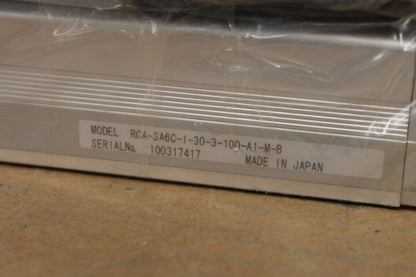 MODEL RCA-SA6C-I-30-3-100-A1-M-B
SERIALNo. 100317417 MADE IN JAPAN